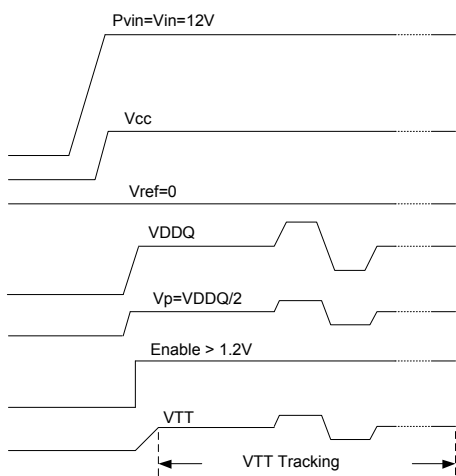 Pvin=Vin=12V
Vcc
Vref=0
VDDQ
Vp=VDDQ/2
Enable > 1.2V
VTT
VTT Tracking